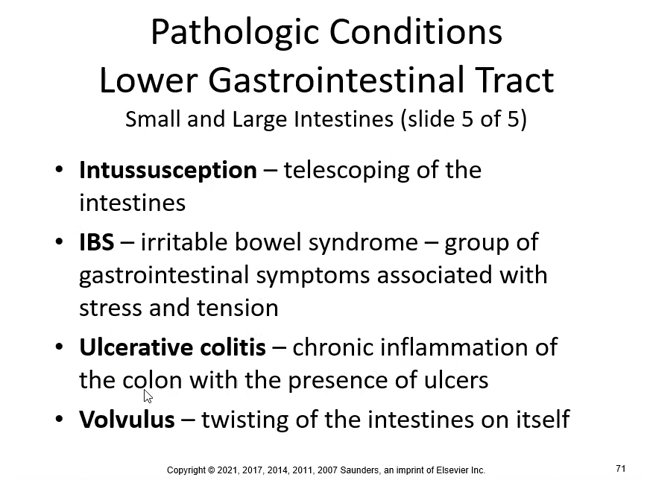 Pathologic Conditions
Lower Gastrointestinal Tract
Small and Large Intestines (slide 5 of 5)
• Intussusception – telescoping of the
intestines
• IBS – irritable bowel syndrome – group of
gastrointestinal symptoms associated with
stress and tension
• Ulcerative colitis – chronic inflammation of
the colon with the presence of ulcers
• Volvulus – twisting of the intestines on itself
Copyright © 2021, 2017, 2014, 2011, 2007 Saunders, an imprint of Elsevier Inc.
71